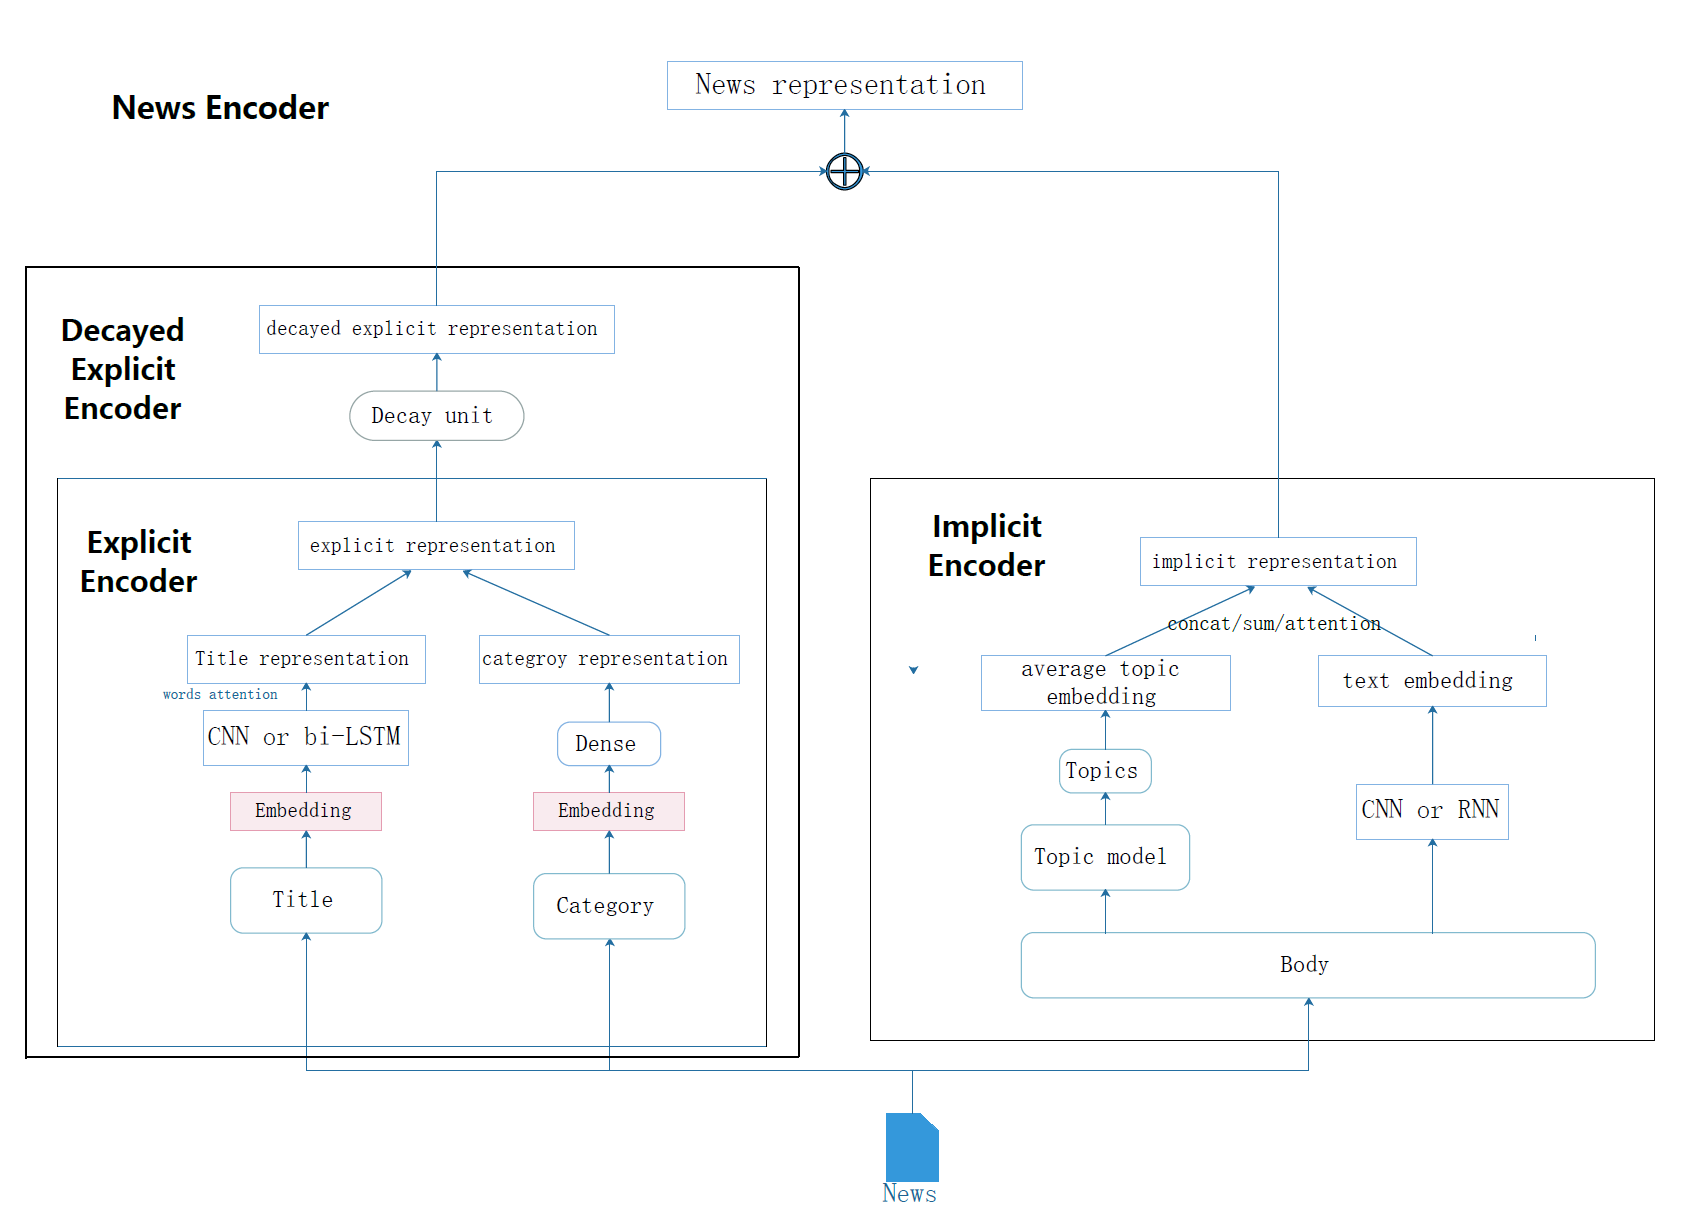 News representation
News Encoder
Decayed
Explicit
Encoder
decayed explicit representation
Decay unit
Explicit
Encoder
explicit representation
Title representation
categroy representation
words attention
CNN or bi-LSTM
Dense
Embedding
Embedding
Title
Category
Implicit
Encoder
implicit representation
concat/sum/attention
average topic
embedding
text embedding
Topics
CNN or RNN
Topic model
Body
News